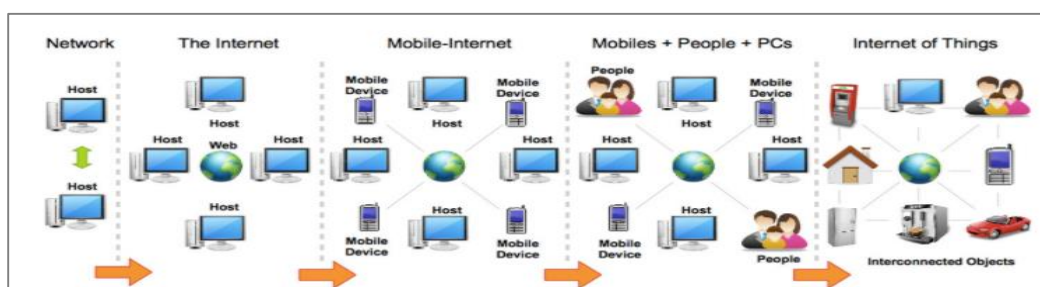 Network
Host
Host
The Internet
Host
Host
Web
Host
Host
Mobile-Internet
Mobile
Device
Mobile
Device
Host
Host
Host
Host
Mobile
Device
Mobile
Device
Mobiles + People + PCs
People
Mobile
Device
Host
Host
Host
Host
Mobile
Device
People
Internet of Things
Interconnected Objects